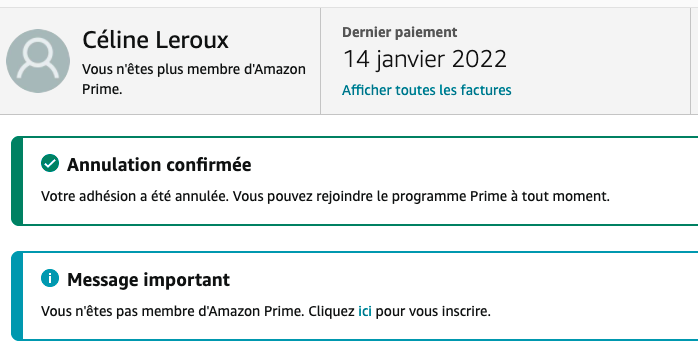 Céline Leroux
Vous n'êtes plus membre d'Amazon
Prime.
Dernier paiement
14 janvier 2022
Afficher toutes les factures
Annulation confirmée
Votre adhésion a été annulée. Vous pouvez rejoindre le programme Prime à tout moment.
Message important
Vous n'êtes pas membre d'Amazon Prime. Cliquez ici pour vous inscrire.